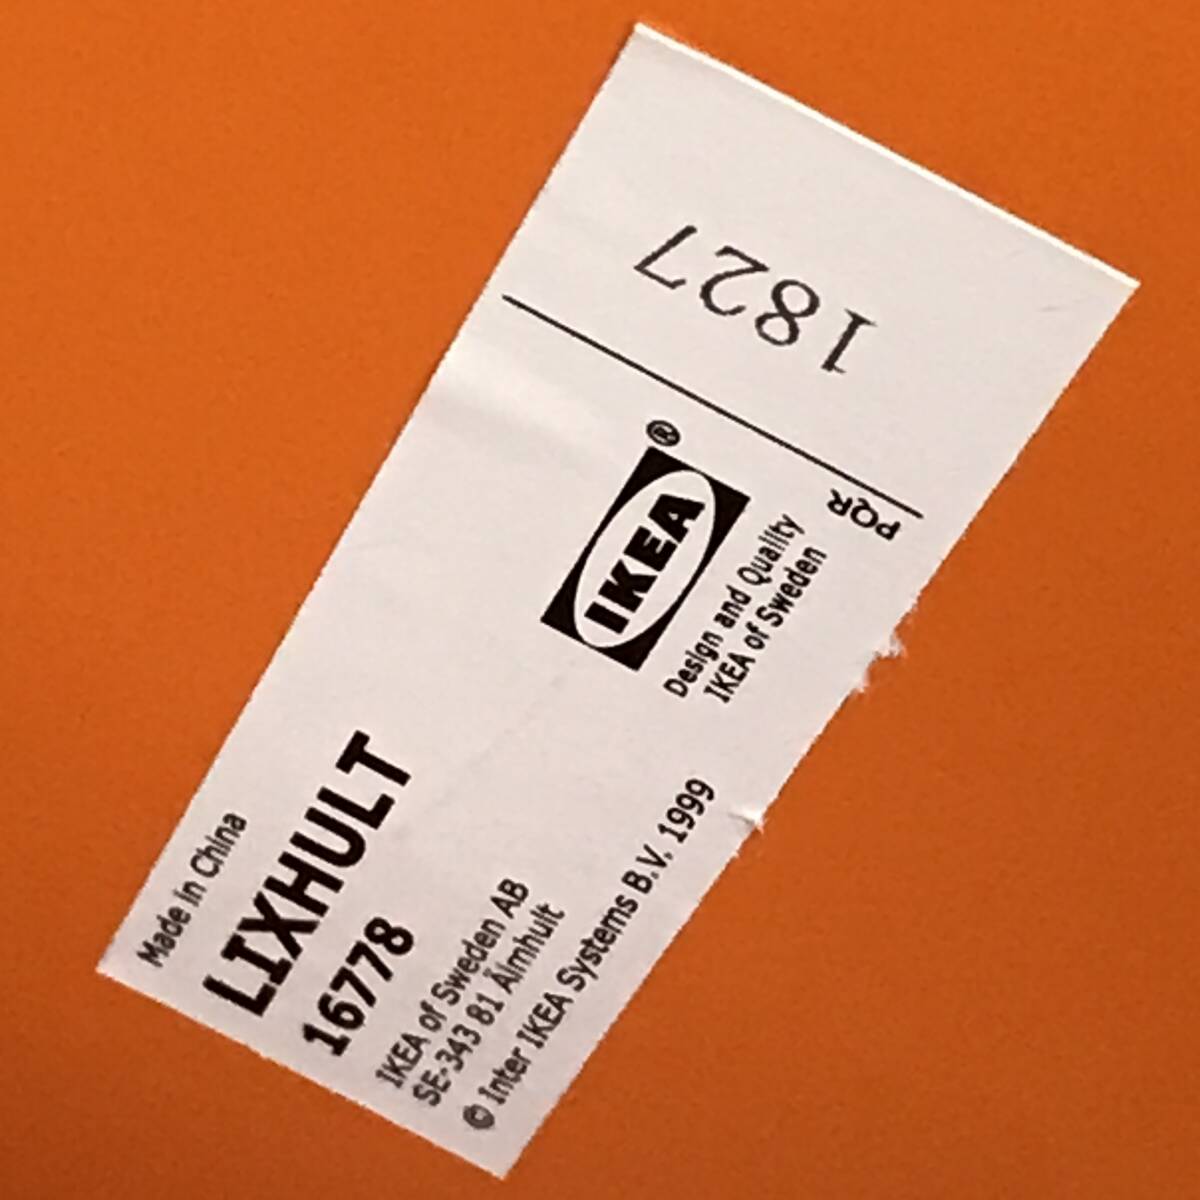 Made in China
LIXHULT
16778
IKEA of Sweden AB
SE-343 81 Älmhult
© Inter IKEA Systems B.V. 1999
IKEA®
Design and Quality
IKEA of Sweden
PQR
1827